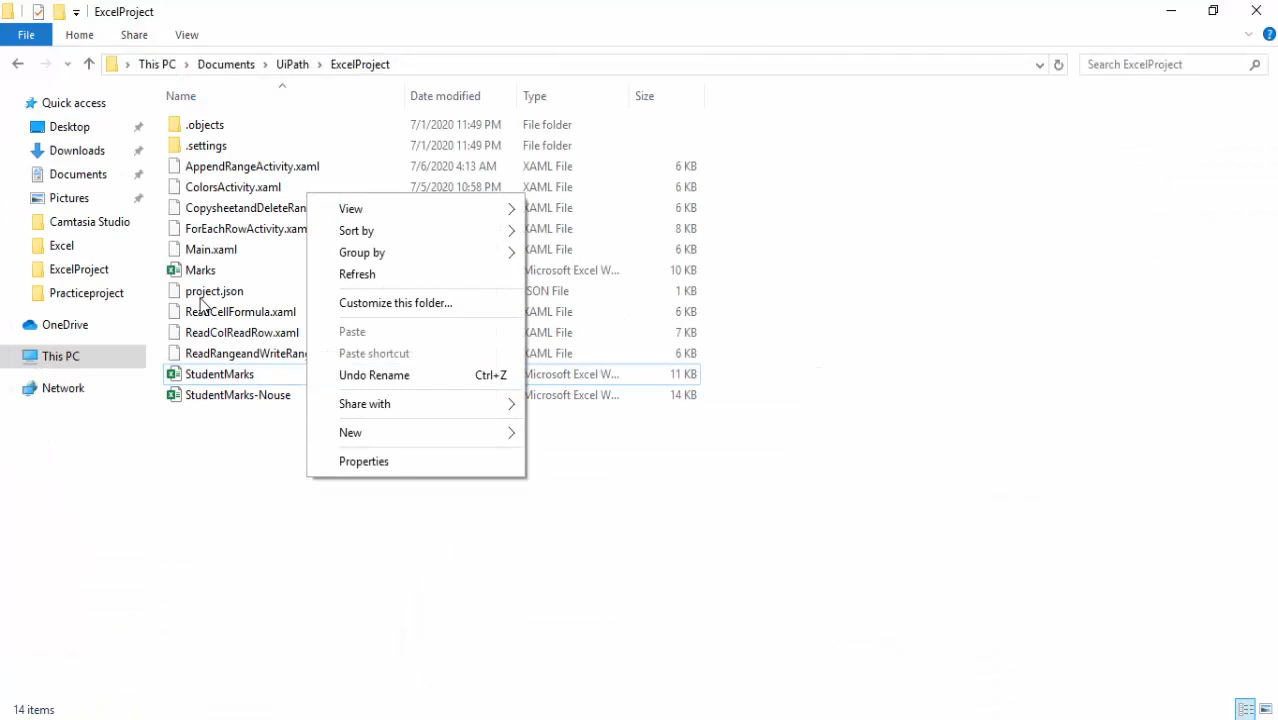 ExcelProject
File Home Share View
This PC Documents UiPath ExcelProject Search ExcelProject
Name Date modified Type Size
Quick access
Desktop
Downloads
Documents
Pictures
Camtasia Studio
Excel
ExcelProject
Practiceproject
OneDrive
This PC
Network
.objects 7/1/2020 11:49 PM File folder
.settings 7/1/2020 11:49 PM File folder
AppendRangeActivity.xaml 7/6/2020 4:13 AM XAML File 6 KB
ColorsActivity.xaml 7/5/2020 10:58 PM XAML File 6 KB
CopysheetandDeleteRan XAML File 6 KB
ForEachRowActivity.xam XAML File 8 KB
Main.xaml XAML File 6 KB
Marks Microsoft Excel W... 10 KB
project.json JSON File 1 KB
ReadCellFormula.xaml XAML File 6 KB
ReadColReadRow.xaml XAML File 7 KB
ReadRangeandWriteRang XAML File 6 KB
StudentMarks Microsoft Excel W... 11 KB
StudentMarks-Nouse Microsoft Excel W... 14 KB
View
Sort by
Group by
Refresh
Customize this folder...
Paste
Paste shortcut
Undo Rename Ctrl+Z
Share with
New
Properties
14 items